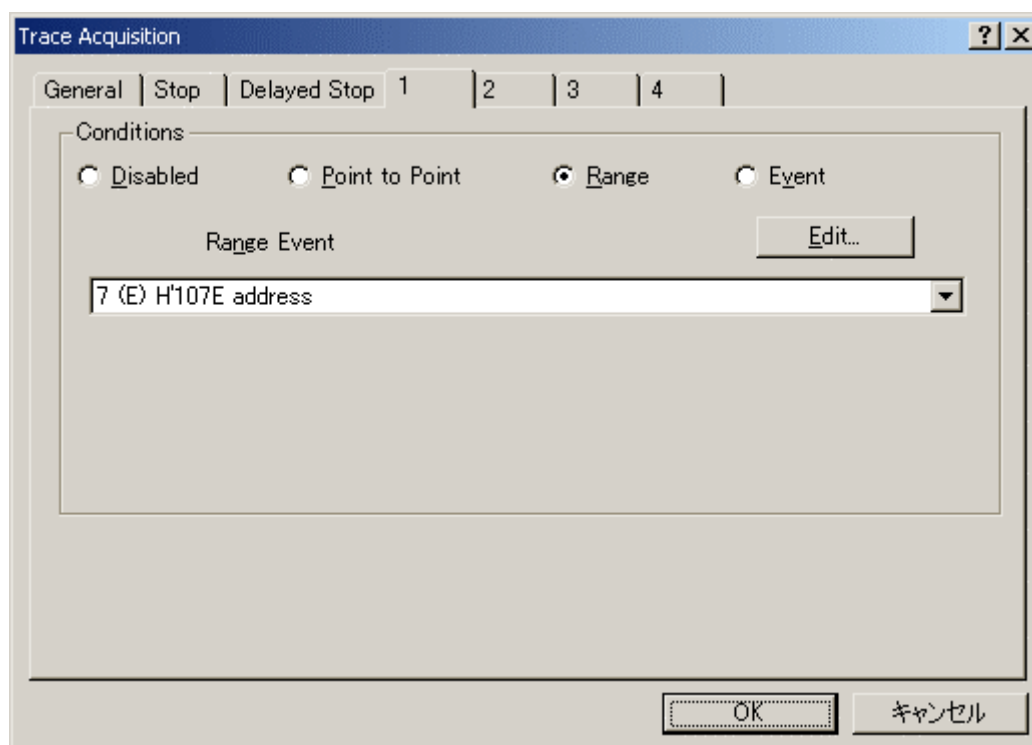 Trace Acquisition
General Stop Delayed Stop 1 2 3 4
Conditions
Disabled Point to Point Range Event
Range Event Edit...
7 (E) H'107E address
OK キャンセル